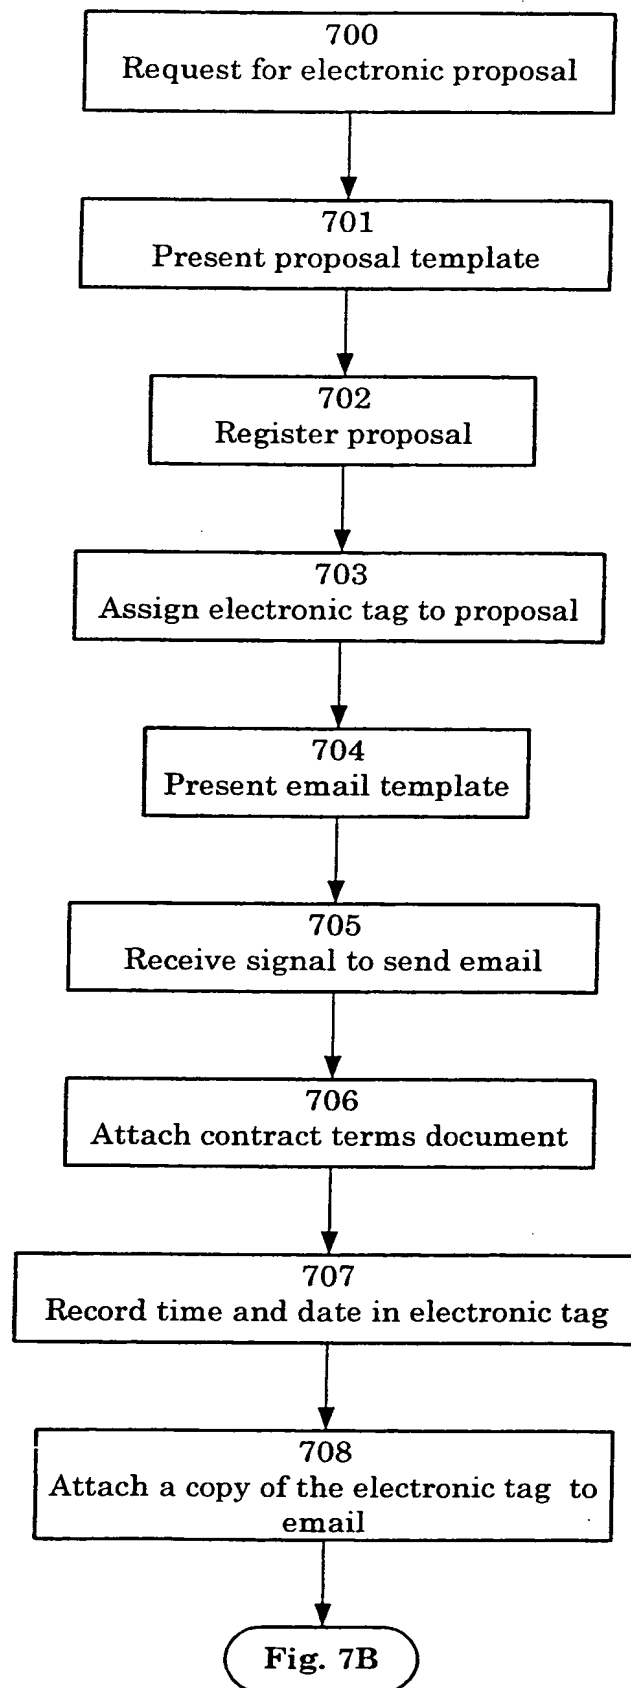 700
Request for electronic proposal
701
Present proposal template
702
Register proposal
703
Assign electronic tag to proposal
704
Present email template
705
Receive signal to send email
706
Attach contract terms document
707
Record time and date in electronic tag
708
Attach a copy of the electronic tag to
email
Fig. 7B